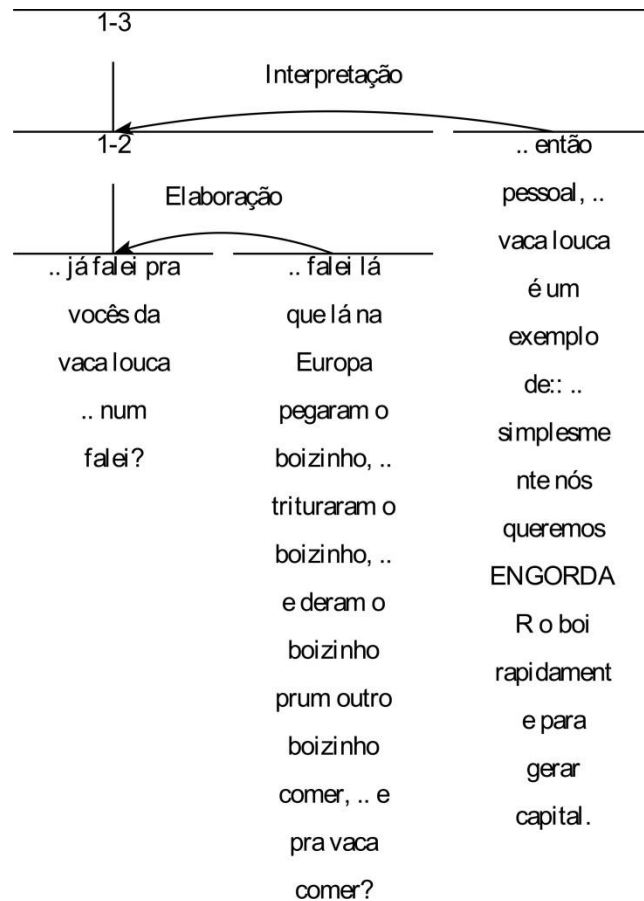 1-3
Interpretação
1-2
Elaboração
.. já falei pra
vocês da
vaca louca
.. num
falei?
.. falei lá
que lá na
Europa
pegaram o
boizinho, ..
trituraram o
boizinho, ..
e deram o
boizinho
prum outro
boizinho
comer, .. e
pra vaca
comer?
.. então
pessoal, ..
vaca louca
é um
exemplo
de:: ..
simplesme
nte nós
queremos
ENGORDA
R o boi
rapidament
e para
gerar
capital.